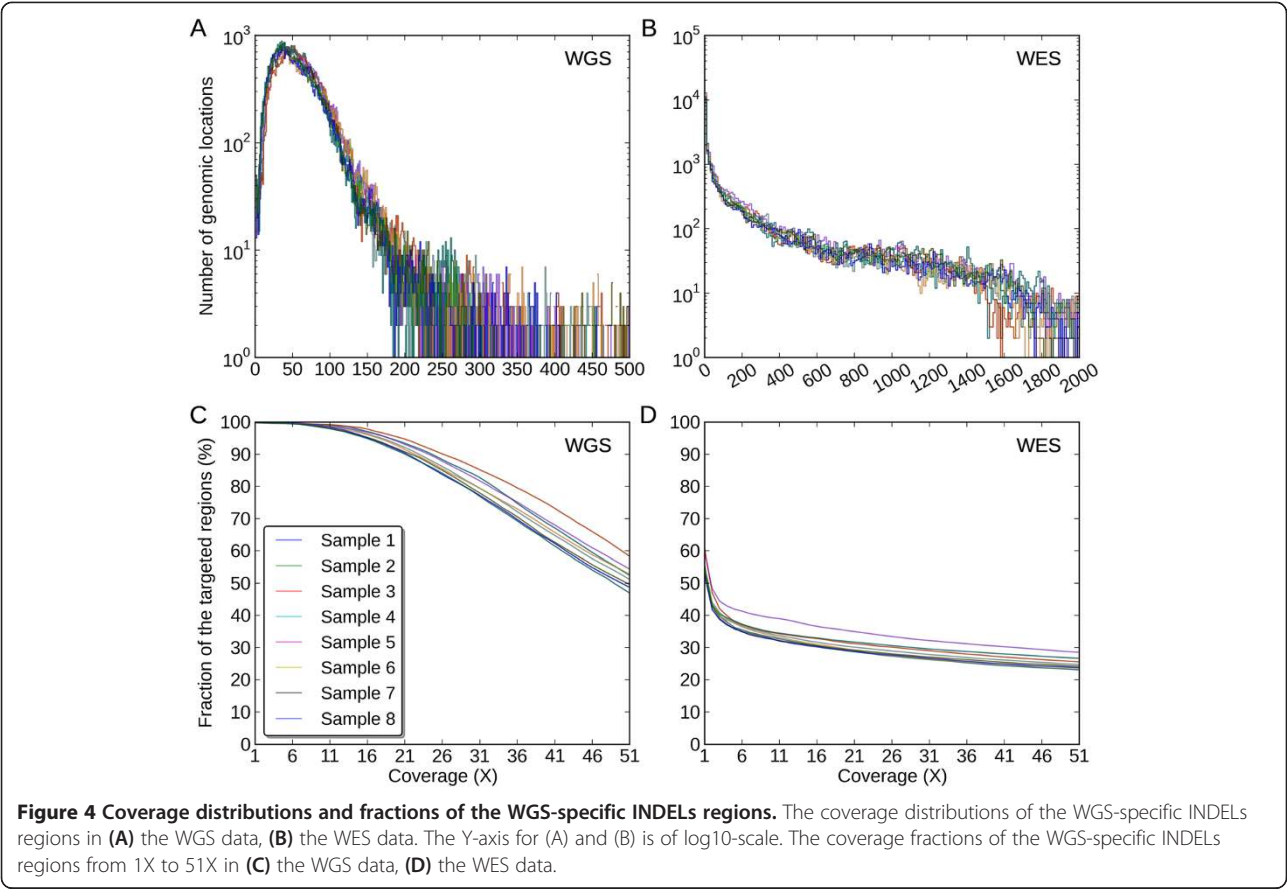 A
WGS
Number of genomic locations
10^3
10^2
10^1
10^0
0 50 100 150 200 250 300 350 400 450 500
B
WES
10^5
10^4
10^3
10^2
10^1
10^0
0 200 400 600 800 1000 1200 1400 1600 1800 2000
C
WGS
Fraction of the targeted regions (%)
100
90
80
70
60
50
40
30
20
10
0
Sample 1
Sample 2
Sample 3
Sample 4
Sample 5
Sample 6
Sample 7
Sample 8
1 6 11 16 21 26 31 36 41 46 51
Coverage (X)
D
WES
100
90
80
70
60
50
40
30
20
10
0
1 6 11 16 21 26 31 36 41 46 51
Coverage (X)
Figure 4 Coverage distributions and fractions of the WGS-specific INDELs regions. The coverage distributions of the WGS-specific INDELs
regions in (A) the WGS data, (B) the WES data. The Y-axis for (A) and (B) is of log10-scale. The coverage fractions of the WGS-specific INDELs
regions from 1X to 51X in (C) the WGS data, (D) the WES data.